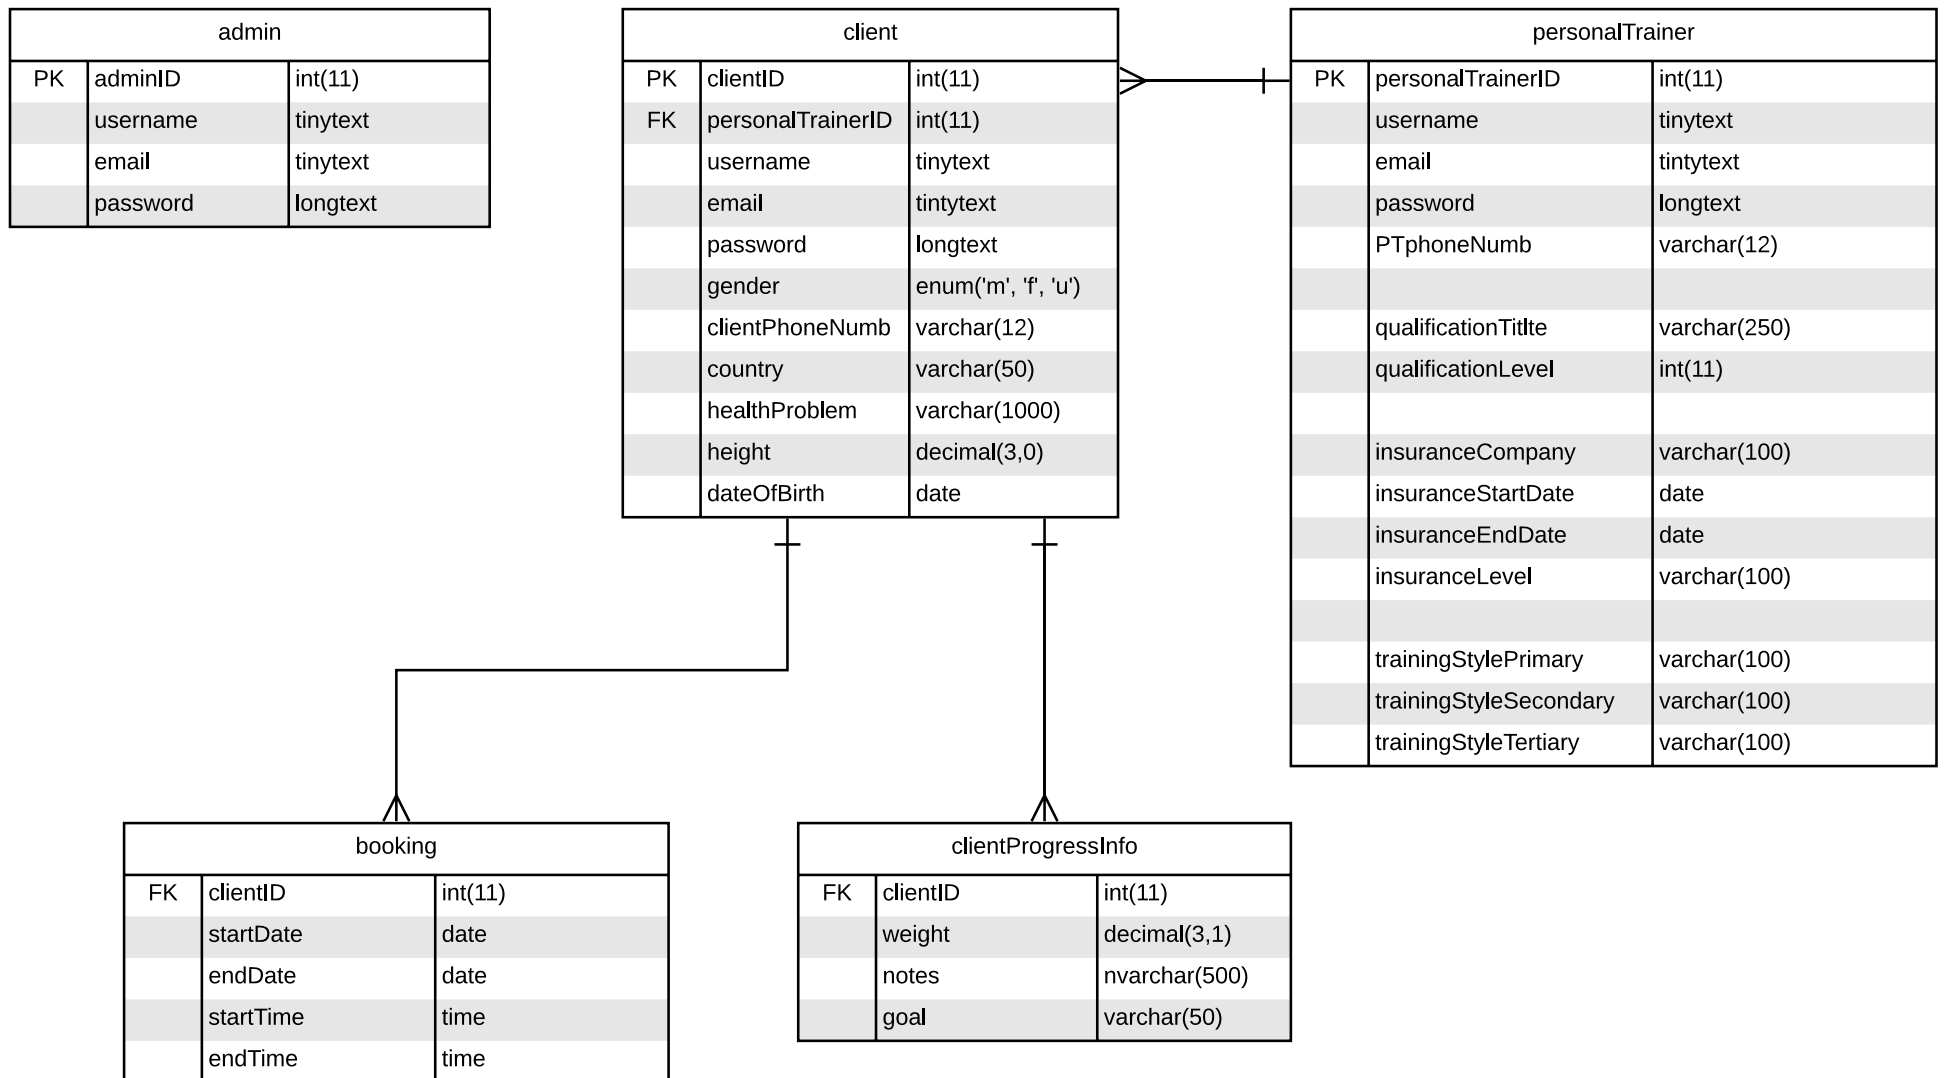 admin
PK adminID int(11)
username tinytext
email tinytext
password longtext
client
PK clientID int(11)
FK personalTrainerID int(11)
username tinytext
email tintytext
password longtext
gender enum('m', 'f', 'u')
clientPhoneNumb varchar(12)
country varchar(50)
healthProblem varchar(1000)
height decimal(3,0)
dateOfBirth date
personalTrainer
PK personalTrainerID int(11)
username tinytext
email tintytext
password longtext
PTphoneNumb varchar(12)
qualificationTitlte varchar(250)
qualificationLevel int(11)
insuranceCompany varchar(100)
insuranceStartDate date
insuranceEndDate date
insuranceLevel varchar(100)
trainingStylePrimary varchar(100)
trainingStyleSecondary varchar(100)
trainingStyleTertiary varchar(100)
booking
FK clientID int(11)
startDate date
endDate date
startTime time
endTime time
clientProgressInfo
FK clientID int(11)
weight decimal(3,1)
notes nvarchar(500)
goal varchar(50)